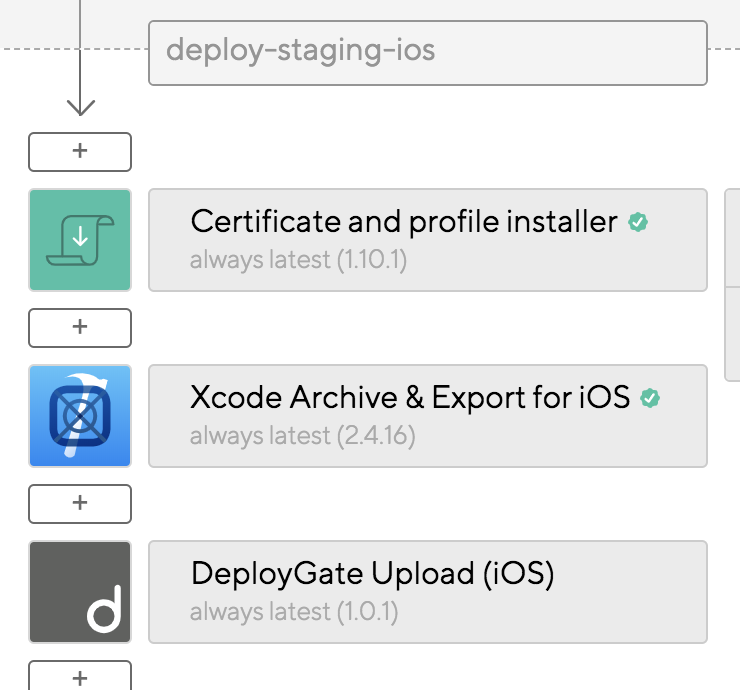 deploy-staging-ios
+
Certificate and profile installer
always latest (1.10.1)
+
Xcode Archive & Export for iOS
always latest (2.4.16)
+
d
DeployGate Upload (iOS)
always latest (1.0.1)
+